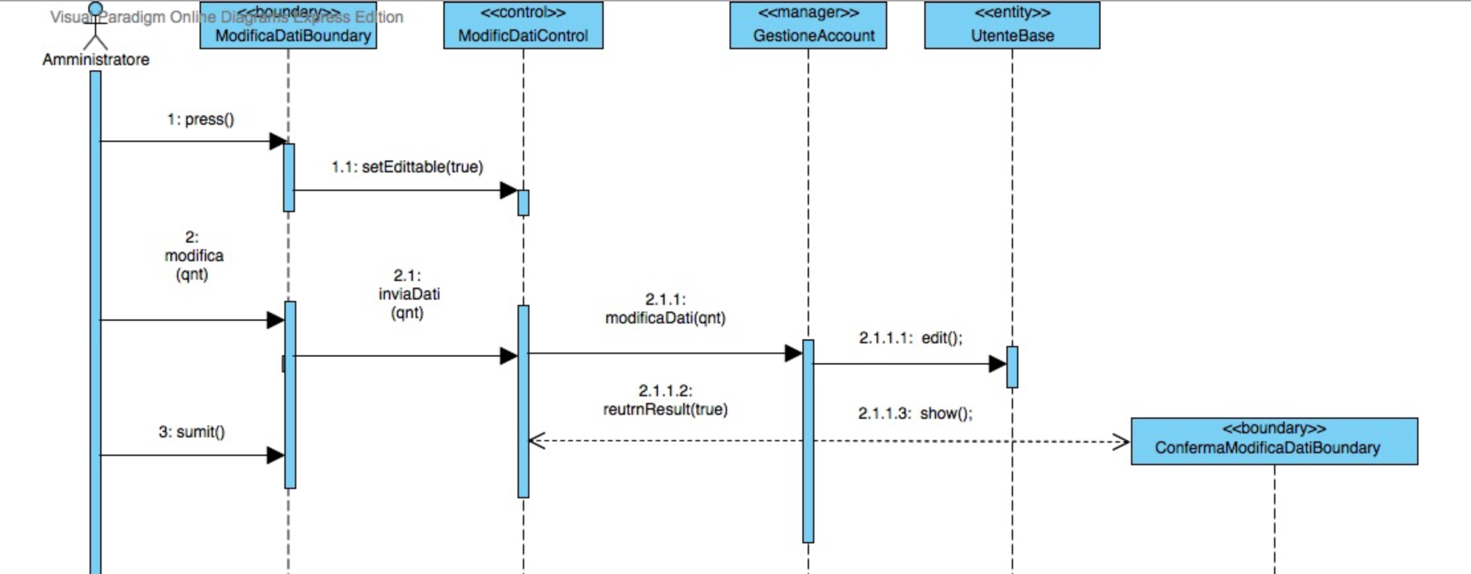 Visual Paradigm Online Diagrams Express Edition
<<boundary>>
ModificaDatiBoundary
<<control>>
ModificDatiControl
<<manager>>
GestioneAccount
<<entity>>
UtenteBase
Amministratore
1: press()
1.1: setEdittable(true)
2:
modifica
(qnt)
2.1:
inviaDati
(qnt)
2.1.1:
modificaDati(qnt)
2.1.1.1: edit();
2.1.1.2:
reutrnResult(true)
2.1.1.3: show();
3: sumit()
<<boundary>>
ConfermaModificaDatiBoundary